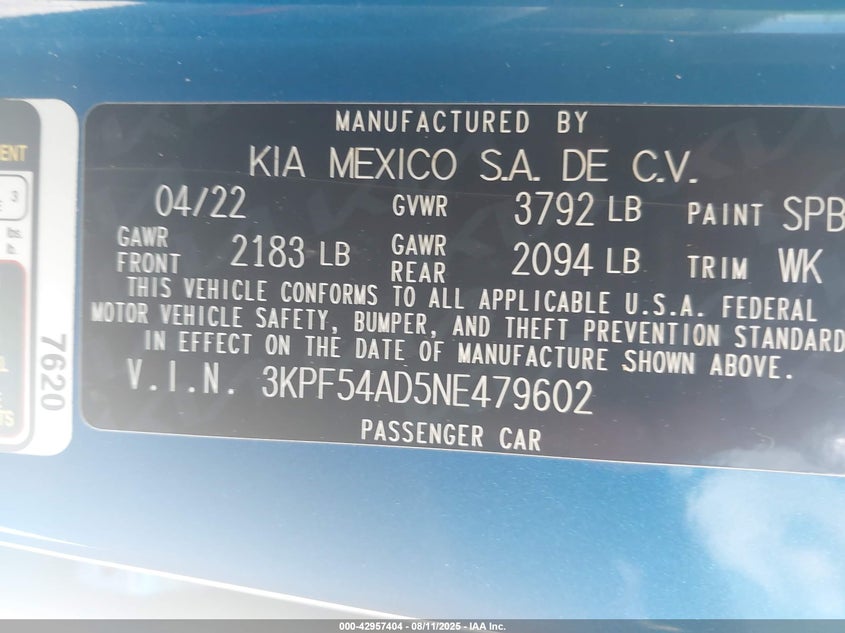 MANUFACTURED BY
KIA MEXICO S.A. DE C.V.
04/22 GVWR 3792 LB PAINT SPB
GAWR FRONT 2183 LB GAWR REAR 2094 LB TRIM WK
THIS VEHICLE CONFORMS TO ALL APPLICABLE U.S.A. FEDERAL
MOTOR VEHICLE SAFETY, BUMPER, AND THEFT PREVENTION STANDARD
IN EFFECT ON THE DATE OF MANUFACTURE SHOWN ABOVE.
V.I.N. 3KPF54AD5NE479602
PASSENGER CAR
7620
3
lbs.
lb.
000-42957404 - 08/11/2025 - IAA Inc.